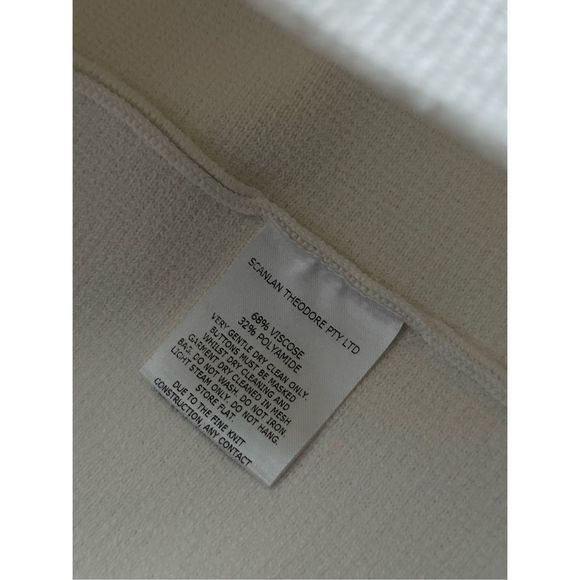 SCANLAN THEODORE PTY LTD
68% VISCOSE
32% POLYAMIDE
VERY GENTLE DRY CLEAN ONLY.
BUTTONS MUST BE MASKED
WHILST DRY CLEANING AND
GARMENT DRY CLEANED IN MESH
BAG. DO NOT WASH. DO NOT IRON.
LIGHT STEAM ONLY. DO NOT HANG.
STORE FLAT.
DUE TO THE FINE KNIT
CONSTRUCTION, ANY CONTACT